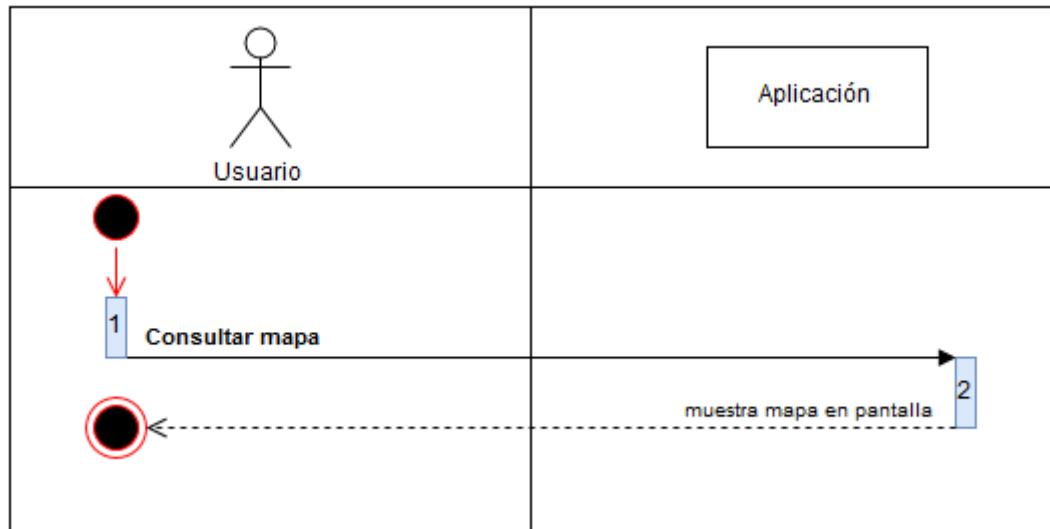 Usuario
Aplicación
1
Consultar mapa
2
muestra mapa en pantalla